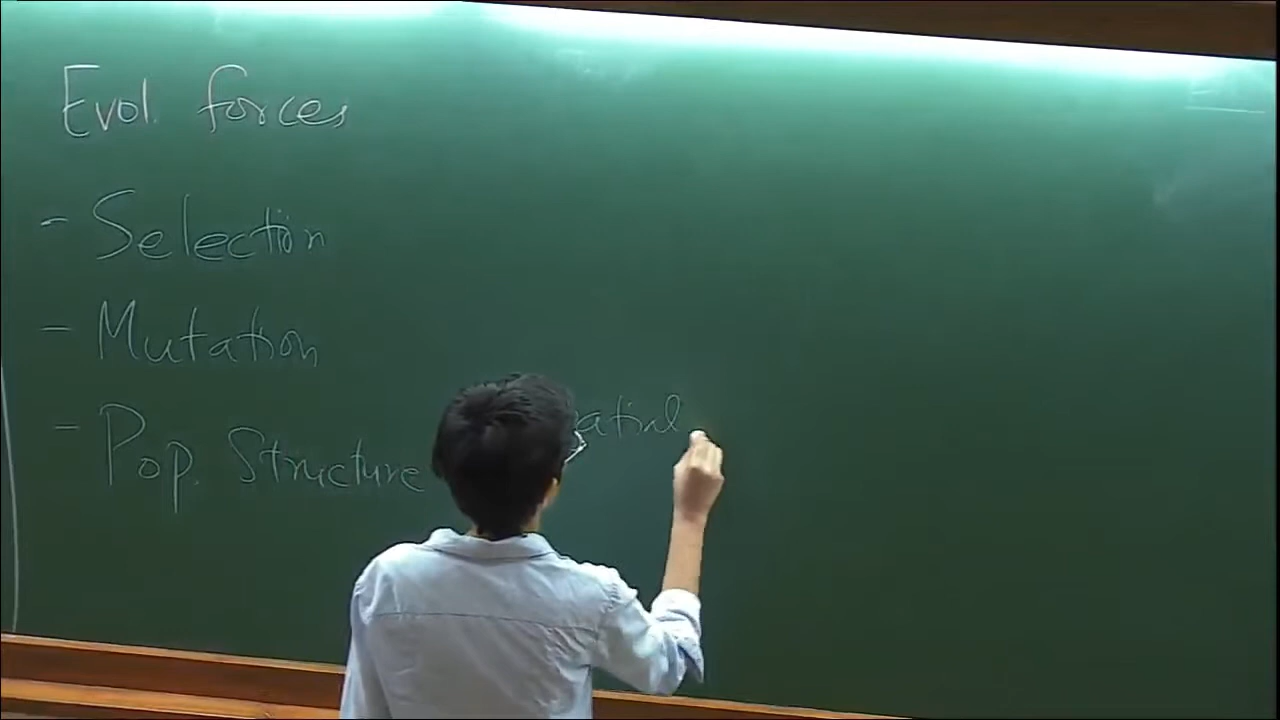 Evol. forces
- Selection
- Mutation
- Pop. Structure